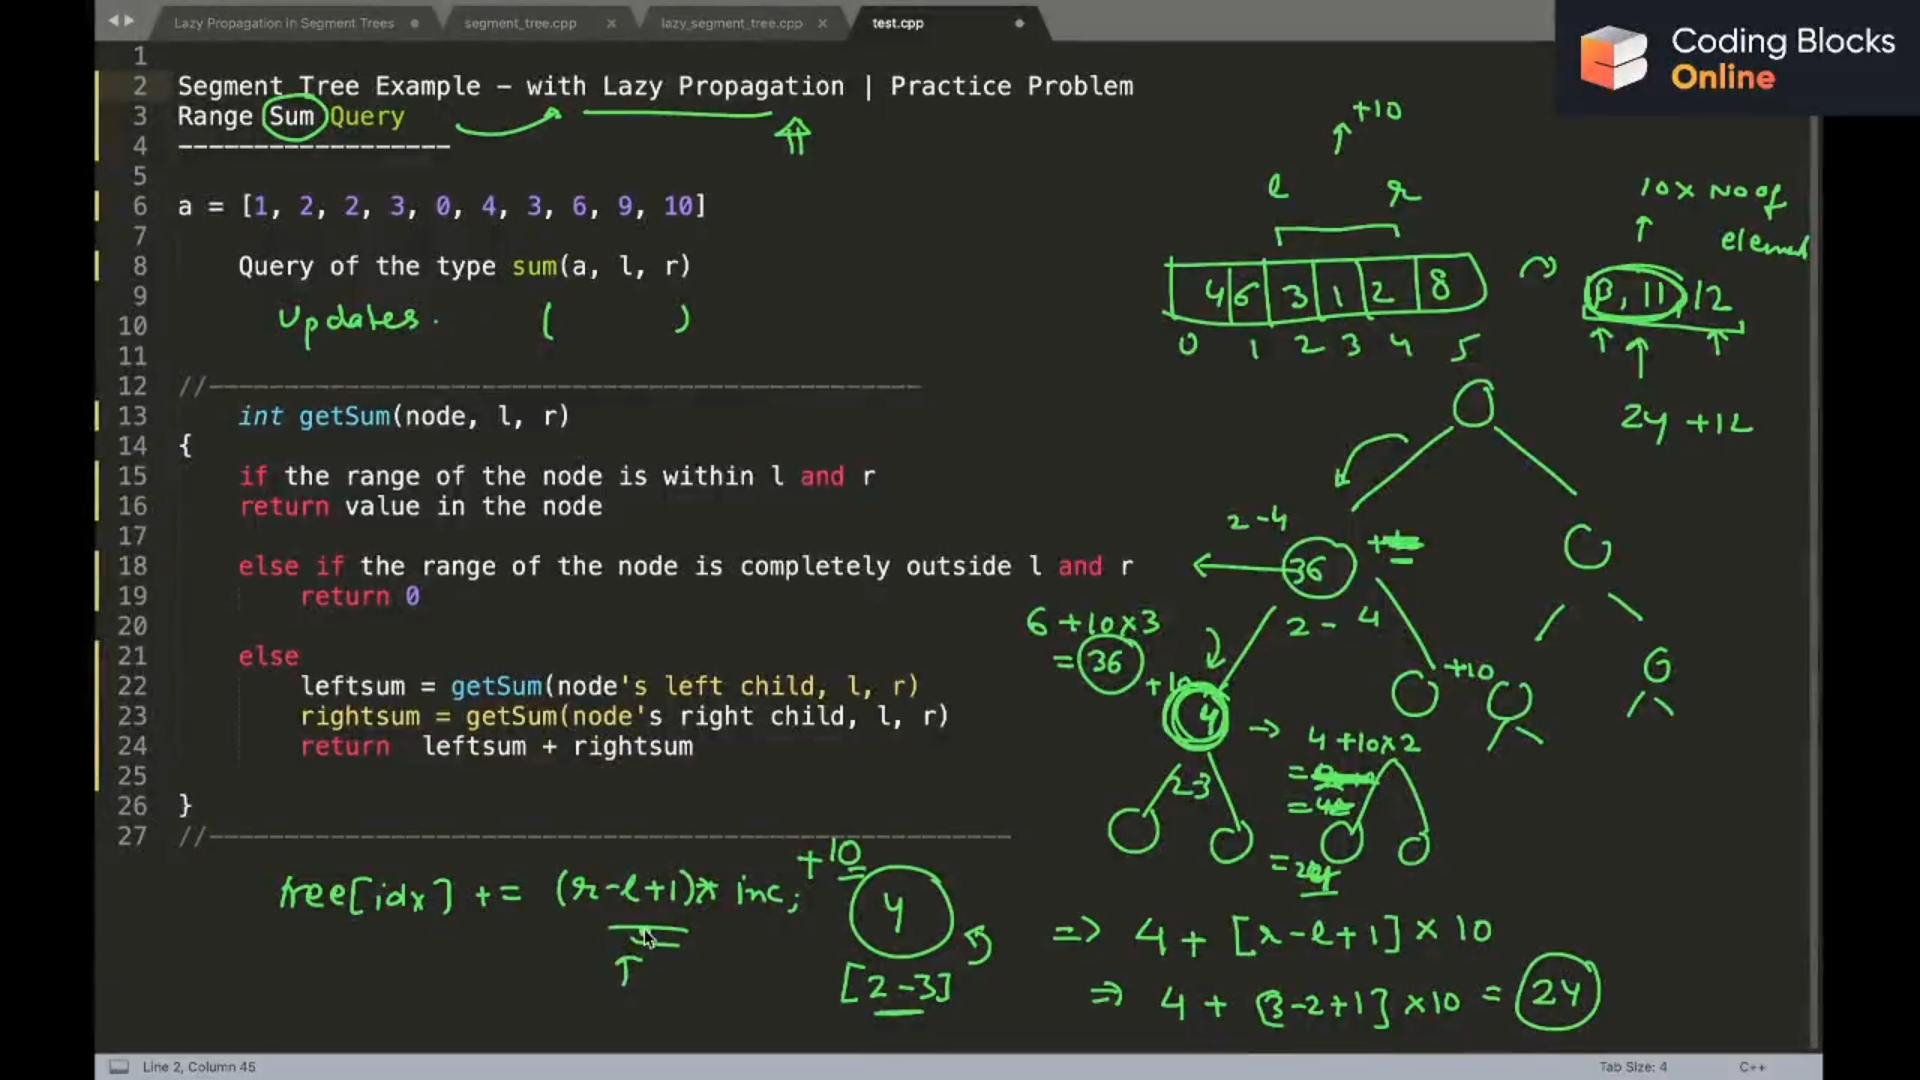 Lazy Propagation in Segment Trees
segment_tree.cpp
lazy_segment_tree.cpp
test.cpp
Coding Blocks
Online
1
2 Segment Tree Example – with Lazy Propagation | Practice Problem
3 Range Sum Query
4 ------------------
5
6 a = [1, 2, 2, 3, 0, 4, 3, 6, 9, 10]
7
8 Query of the type sum(a, l, r)
9
10 Updates. ( )
11
12 //-----------------------------------------------
13 int getSum(node, l, r)
14 {
15 if the range of the node is within l and r
16 return value in the node
17
18 else if the range of the node is completely outside l and r
19 return 0
20
21 else
22 leftsum = getSum(node's left child, l, r)
23 rightsum = getSum(node's right child, l, r)
24 return leftsum + rightsum
25
26 }
27 //-----------------------------------------------------
+10
l r
4 6 3 1 2 8
0 1 2 3 4 5
10x No of
element
13, 11 12
24 +12
2-4
36
2 - 4
6 +10x3
= 36
+10
+10
4
4 +10x2
23
tree[idx] += (r-l+1)* inc;
+10
4
[2-3]
=> 4 + [r-l+1] x 10
=> 4 + [3-2+1] x10 = 24
Line 2, Column 45
Tab Size: 4
C++